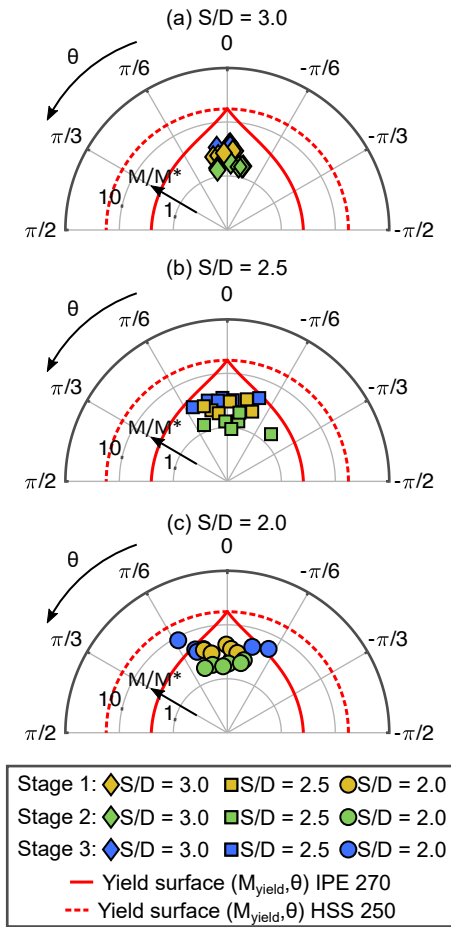 (a) S/D = 3.0
0
θ
π/6
-π/6
π/3
-π/3
M/M*
10
1
π/2
-π/2
(b) S/D = 2.5
0
θ
π/6
-π/6
π/3
-π/3
M/M*
10
1
π/2
-π/2
(c) S/D = 2.0
0
θ
π/6
-π/6
π/3
-π/3
M/M*
10
1
π/2
-π/2
Stage 1: S/D = 3.0 S/D = 2.5 S/D = 2.0
Stage 2: S/D = 3.0 S/D = 2.5 S/D = 2.0
Stage 3: S/D = 3.0 S/D = 2.5 S/D = 2.0
Yield surface (M_yield,θ) IPE 270
Yield surface (M_yield,θ) HSS 250